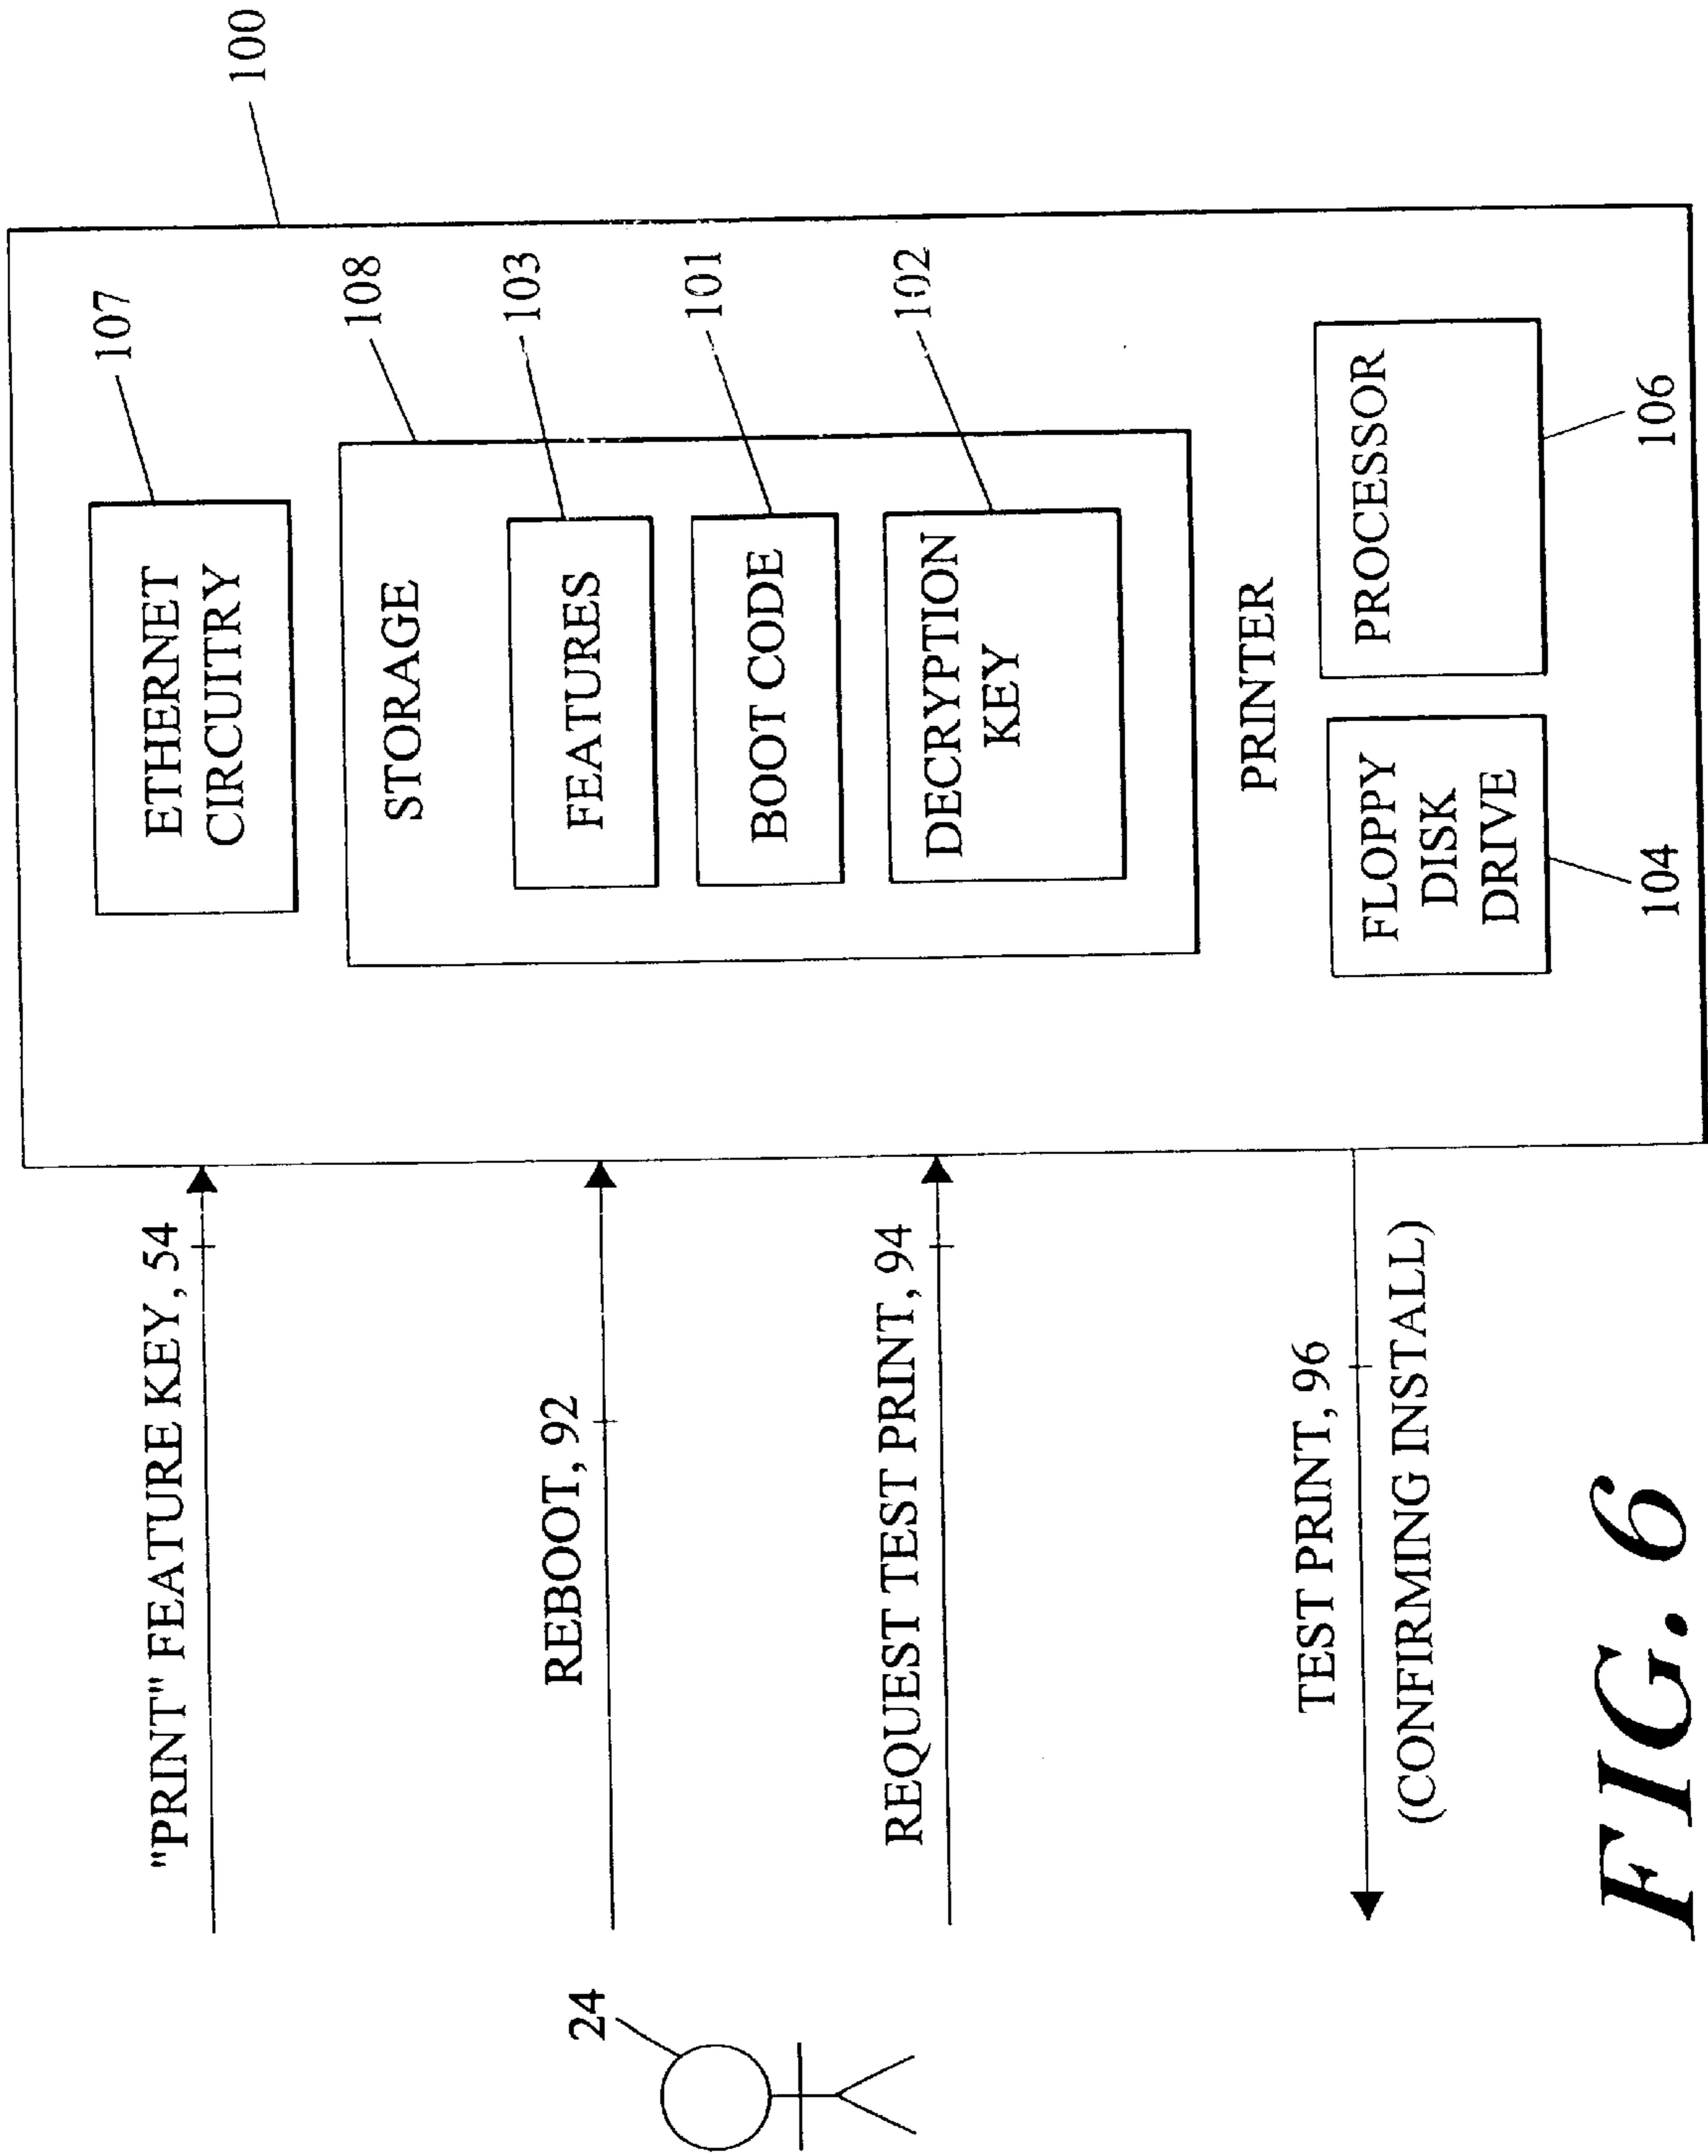 100
107
ETHERNET
CIRCUITRY
108
STORAGE
103
FEATURES
101
BOOT CODE
102
DECRYPTION
KEY
PRINTER
FLOPPY
DISK
DRIVE
104
PROCESSOR
106
"PRINT" FEATURE KEY, 54
REBOOT, 92
REQUEST TEST PRINT, 94
TEST PRINT, 96
(CONFIRMING INSTALL)
24
FIG. 6